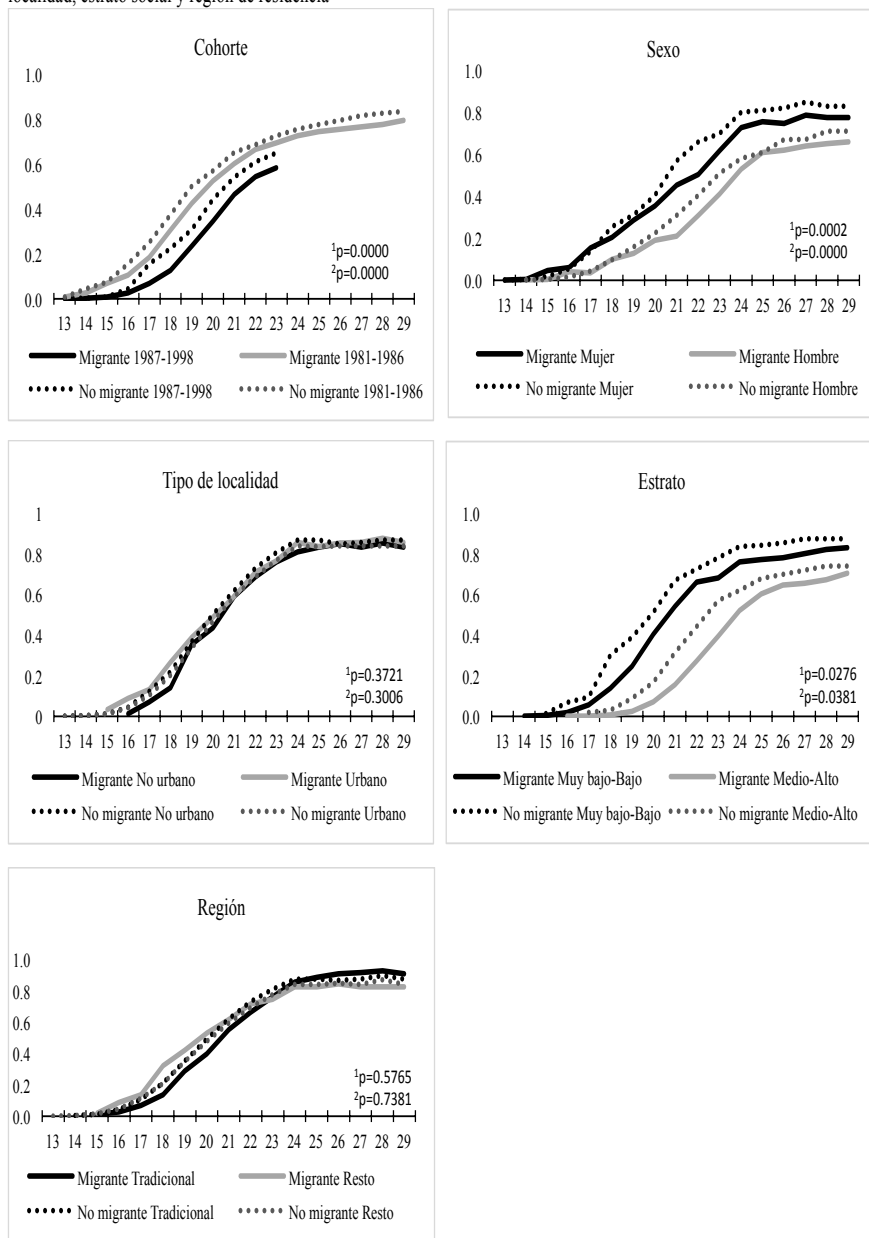 localidad, estrato social y región de residencia
Cohorte
1.0
0.8
0.6
0.4
0.2
0.0
¹p=0.0000
²p=0.0000
13 14 15 16 17 18 19 20 21 22 23 24 25 26 27 28 29
Migrante 1987-1998 Migrante 1981-1986
No migrante 1987-1998 No migrante 1981-1986
Sexo
1.0
0.8
0.6
0.4
0.2
0.0
¹p=0.0002
²p=0.0000
13 14 15 16 17 18 19 20 21 22 23 24 25 26 27 28 29
Migrante Mujer Migrante Hombre
No migrante Mujer No migrante Hombre
Tipo de localidad
1
0.8
0.6
0.4
0.2
0
¹p=0.3721
²p=0.3006
13 14 15 16 17 18 19 20 21 22 23 24 25 26 27 28 29
Migrante No urbano Migrante Urbano
No migrante No urbano No migrante Urbano
Estrato
1.0
0.8
0.6
0.4
0.2
0.0
¹p=0.0276
²p=0.0381
13 14 15 16 17 18 19 20 21 22 23 24 25 26 27 28 29
Migrante Muy bajo-Bajo Migrante Medio-Alto
No migrante Muy bajo-Bajo No migrante Medio-Alto
Región
1.0
0.8
0.6
0.4
0.2
0.0
¹p=0.5765
²p=0.7381
13 14 15 16 17 18 19 20 21 22 23 24 25 26 27 28 29
Migrante Tradicional Migrante Resto
No migrante Tradicional No migrante Resto